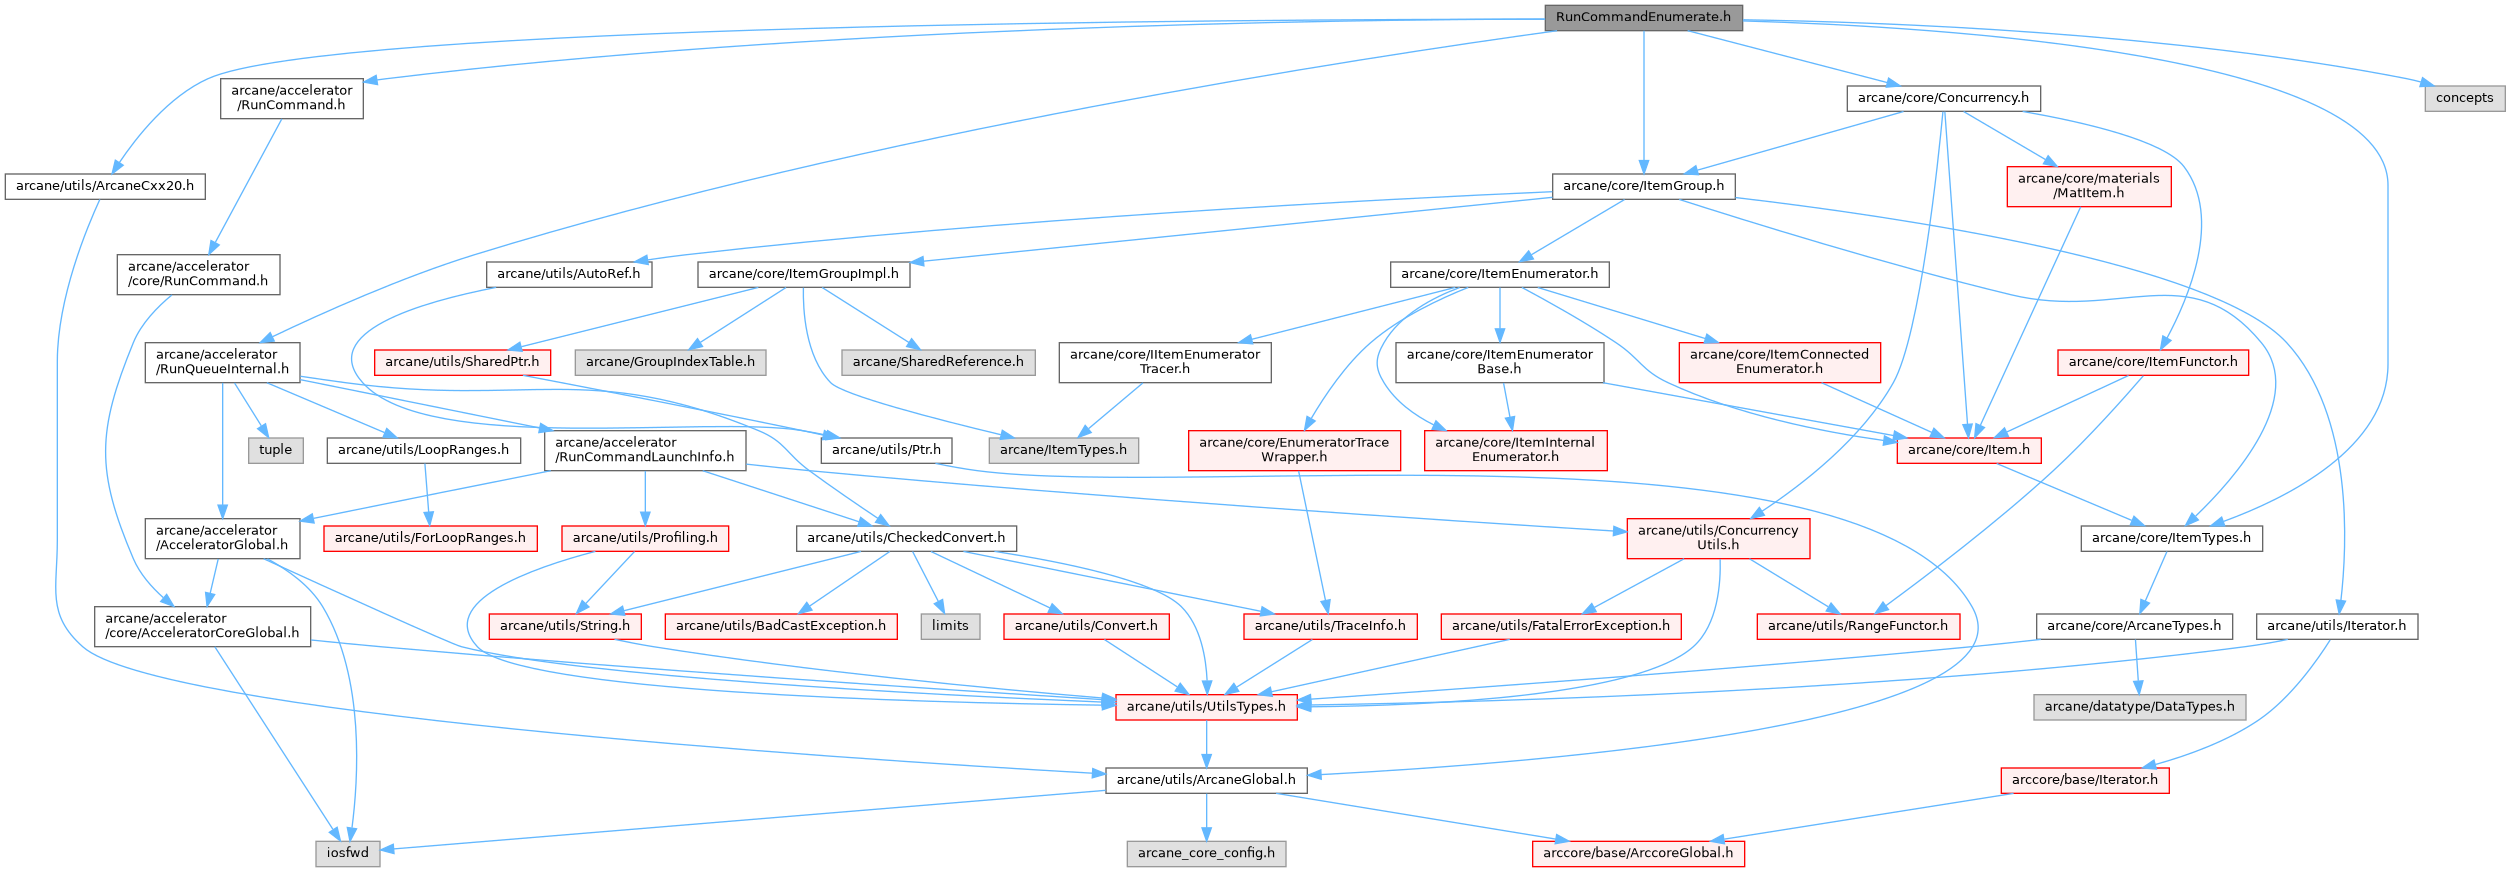 RunCommandEnumerate.h
arcane/accelerator
/RunCommand.h
arcane/core/Concurrency.h
concepts
arcane/utils/ArcaneCxx20.h
arcane/core/ItemGroup.h
arcane/core/materials
/MatItem.h
arcane/accelerator
/core/RunCommand.h
arcane/utils/AutoRef.h
arcane/core/ItemGroupImpl.h
arcane/core/ItemEnumerator.h
arcane/accelerator
/RunQueueInternal.h
arcane/utils/SharedPtr.h
arcane/GroupIndexTable.h
arcane/SharedReference.h
arcane/core/IItemEnumerator
Tracer.h
arcane/core/ItemEnumerator
Base.h
arcane/core/ItemConnected
Enumerator.h
arcane/core/ItemFunctor.h
tuple
arcane/utils/LoopRanges.h
arcane/accelerator
/RunCommandLaunchInfo.h
arcane/utils/Ptr.h
arcane/ItemTypes.h
arcane/core/EnumeratorTrace
Wrapper.h
arcane/core/ItemInternal
Enumerator.h
arcane/core/Item.h
arcane/accelerator
/AcceleratorGlobal.h
arcane/utils/ForLoopRanges.h
arcane/utils/Profiling.h
arcane/utils/CheckedConvert.h
arcane/utils/Concurrency
Utils.h
arcane/core/ItemTypes.h
arcane/accelerator
/core/AcceleratorCoreGlobal.h
arcane/utils/String.h
arcane/utils/BadCastException.h
limits
arcane/utils/Convert.h
arcane/utils/TraceInfo.h
arcane/utils/FatalErrorException.h
arcane/utils/RangeFunctor.h
arcane/core/ArcaneTypes.h
arcane/utils/Iterator.h
arcane/utils/UtilsTypes.h
arcane/datatype/DataTypes.h
arcane/utils/ArcaneGlobal.h
arccore/base/Iterator.h
iosfwd
arcane_core_config.h
arccore/base/ArccoreGlobal.h